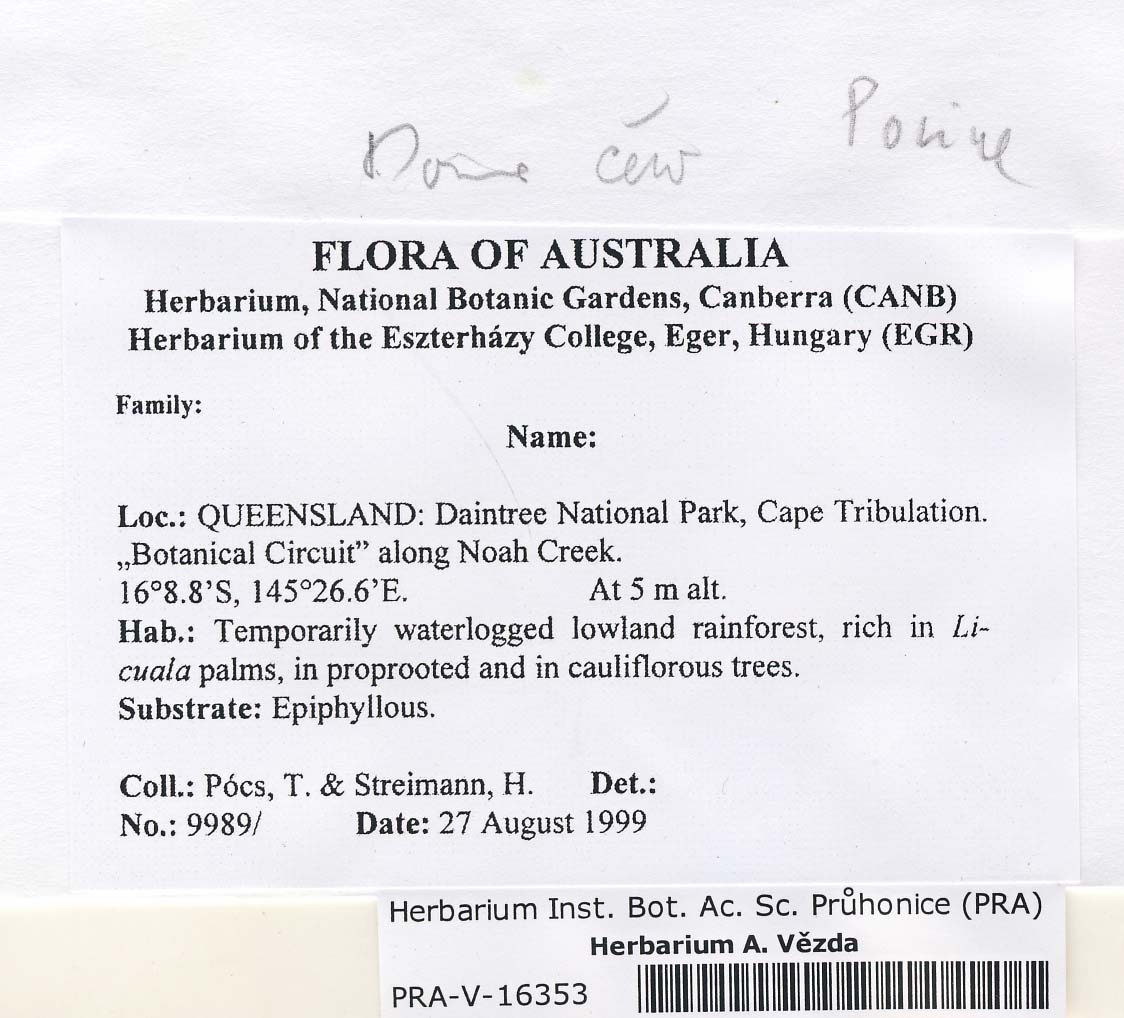 Porina
FLORA OF AUSTRALIA
Herbarium, National Botanic Gardens, Canberra (CANB)
Herbarium of the Eszterházy College, Eger, Hungary (EGR)
Family:
Name:
Loc.: QUEENSLAND: Daintree National Park, Cape Tribulation.
„Botanical Circuit” along Noah Creek.
16°8.8’S, 145°26.6’E. At 5 m alt.
Hab.: Temporarily waterlogged lowland rainforest, rich in Li-
cuala palms, in proprooted and in cauliflorous trees.
Substrate: Epiphyllous.
Coll.: Pócs, T. & Streimann, H. Det.:
No.: 9989/ Date: 27 August 1999
Herbarium Inst. Bot. Ac. Sc. Průhonice (PRA)
Herbarium A. Vězda
PRA-V-16353